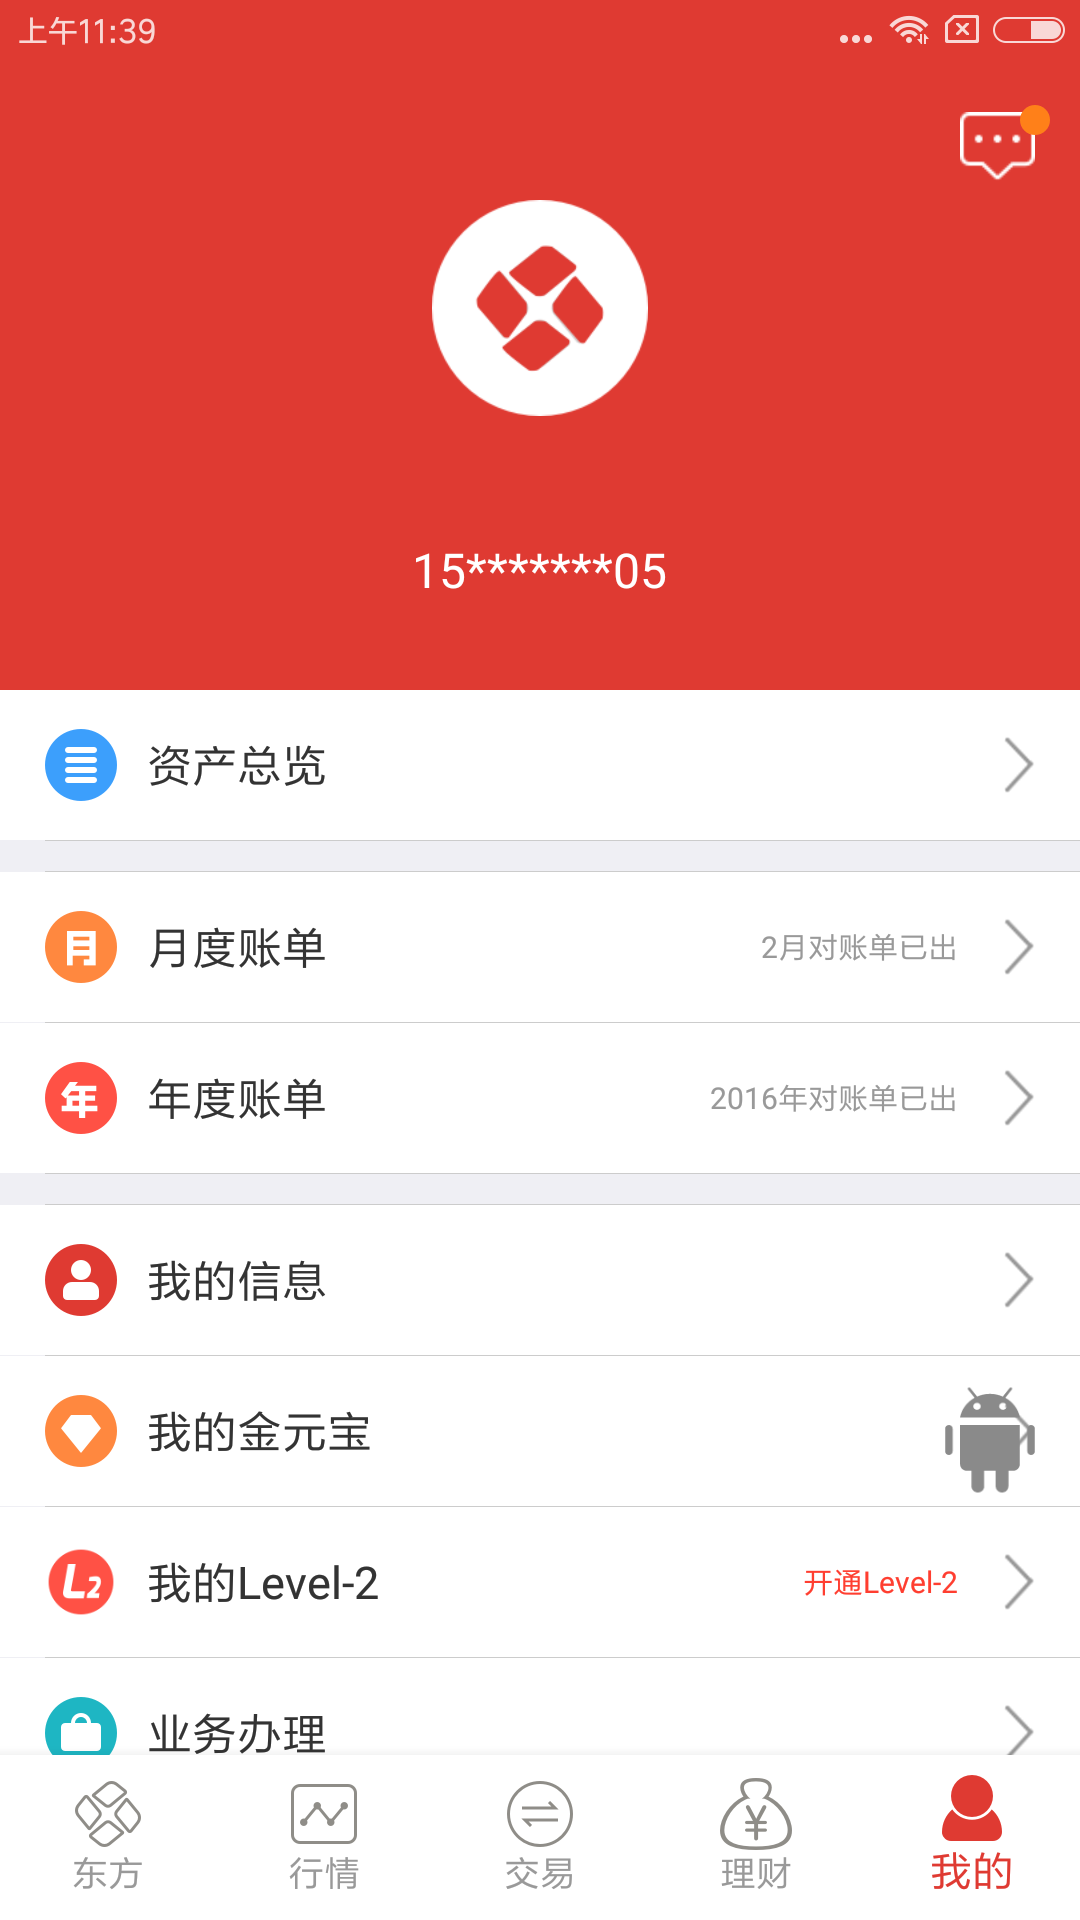 上午11:39
15*******05
资产总览
月 月度账单 2月对账单已出
年 年度账单 2016年对账单已出
我的信息
我的金元宝
L2 我的Level-2 开通Level-2
业务办理
东方 行情 交易 理财 我的